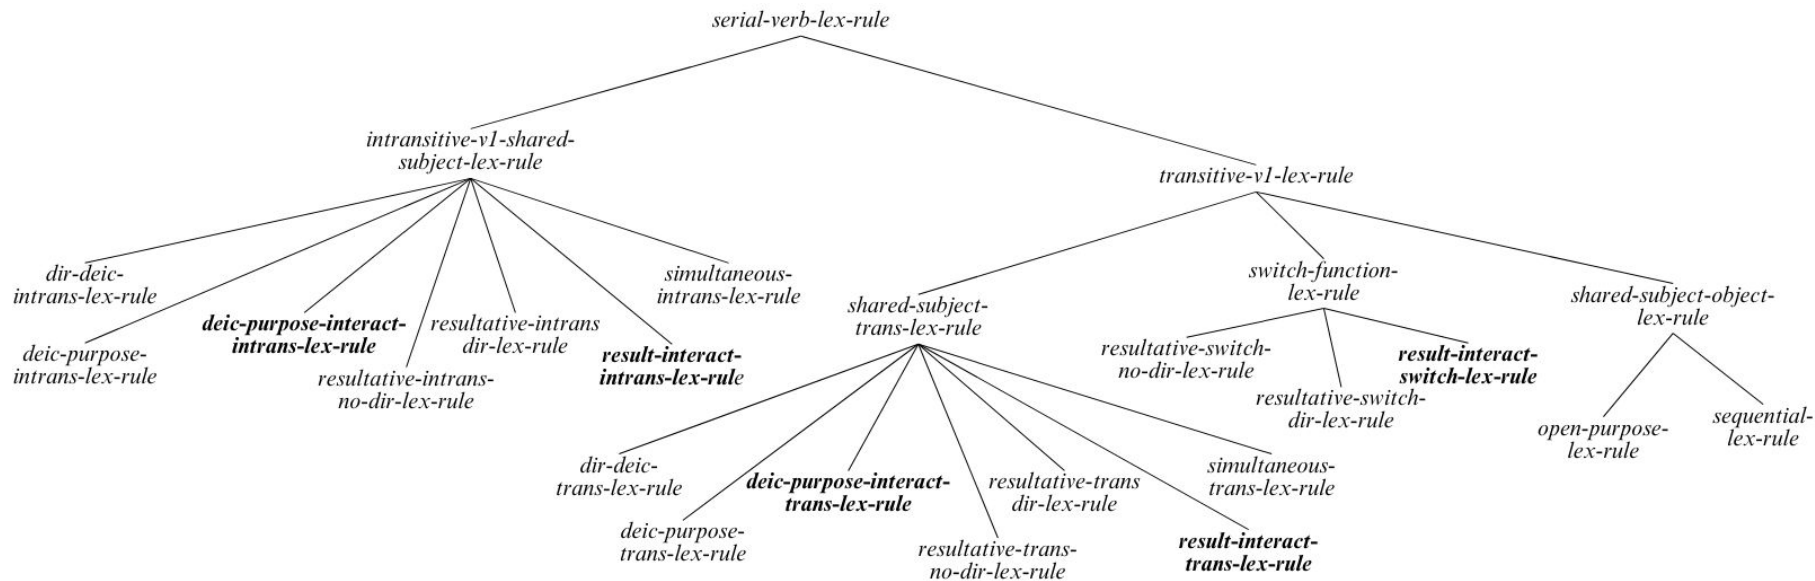 serial-verb-lex-rule
intransitive-v1-shared-
subject-lex-rule
transitive-v1-lex-rule
dir-deic-
intrans-lex-rule
deic-purpose-
intrans-lex-rule
deic-purpose-interact-
intrans-lex-rule
resultative-intrans-
no-dir-lex-rule
resultative-intrans
dir-lex-rule
result-interact-
intrans-lex-rule
simultaneous-
intrans-lex-rule
shared-subject-
trans-lex-rule
switch-function-
lex-rule
shared-subject-object-
lex-rule
resultative-switch-
no-dir-lex-rule
resultative-switch-
dir-lex-rule
result-interact-
switch-lex-rule
open-purpose-
lex-rule
sequential-
lex-rule
dir-deic-
trans-lex-rule
deic-purpose-
trans-lex-rule
deic-purpose-interact-
trans-lex-rule
resultative-trans-
no-dir-lex-rule
resultative-trans
dir-lex-rule
result-interact-
trans-lex-rule
simultaneous-
trans-lex-rule